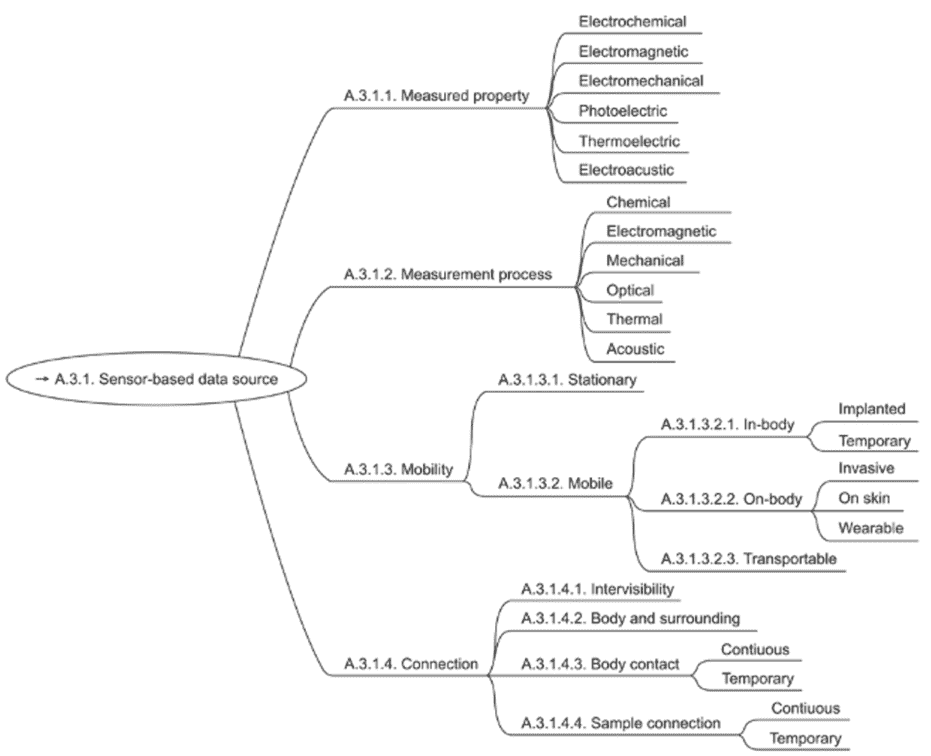 Electrochemical
Electromagnetic
A.3.1.1. Measured property
Electromechanical
Photoelectric
Thermoelectric
Electroacustic
Chemical
Electromagnetic
A.3.1.2. Measurement process
Mechanical
Optical
Thermal
Acoustic
→ A.3.1. Sensor-based data source
A.3.1.3. Mobility
A.3.1.3.1. Stationary
A.3.1.3.2. Mobile
A.3.1.3.2.1. In-body
Implanted
Temporary
A.3.1.3.2.2. On-body
Invasive
On skin
Wearable
A.3.1.3.2.3. Transportable
A.3.1.4. Connection
A.3.1.4.1. Intervisibility
A.3.1.4.2. Body and surrounding
A.3.1.4.3. Body contact
Contiuous
Temporary
A.3.1.4.4. Sample connection
Contiuous
Temporary